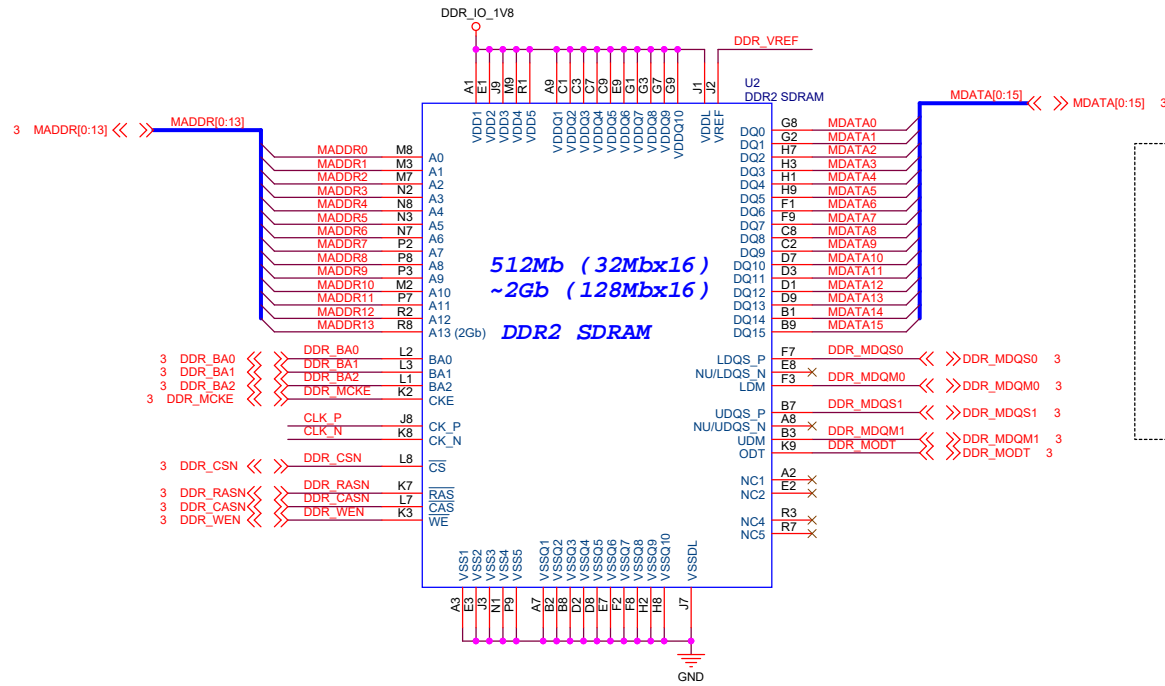 DDR_IO_1V8
DDR_VREF
U2
DDR2 SDRAM
A1 E1 J9 M9 R1 A9 C1 C3 C7 C9 E9 G1 G3 G7 G9 J1 J2
VDD1 VDD2 VDD3 VDD4 VDD5 VDDQ1 VDDQ2 VDDQ3 VDDQ4 VDDQ5 VDDQ6 VDDQ7 VDDQ8 VDDQ9 VDDQ10 VDDL VREF
3 MADDR[0:13] MADDR[0:13]
MADDR0 M8 A0
MADDR1 M3 A1
MADDR2 M7 A2
MADDR3 N2 A3
MADDR4 N8 A4
MADDR5 N3 A5
MADDR6 N7 A6
MADDR7 P2 A7
MADDR8 P8 A8
MADDR9 P3 A9
MADDR10 M2 A10
MADDR11 P7 A11
MADDR12 R2 A12
MADDR13 R8 A13 (2Gb)
3 DDR_BA0 DDR_BA0 L2 BA0
3 DDR_BA1 DDR_BA1 L3 BA1
3 DDR_BA2 DDR_BA2 L1 BA2
3 DDR_MCKE DDR_MCKE K2 CKE
CLK_P J8 CK_P
CLK_N K8 CK_N
3 DDR_CSN DDR_CSN L8 CS
3 DDR_RASN DDR_RASN K7 RAS
3 DDR_CASN DDR_CASN L7 CAS
3 DDR_WEN DDR_WEN K3 WE
512Mb (32Mbx16)
~2Gb (128Mbx16)
DDR2 SDRAM
MDATA[0:15] MDATA[0:15] 3
DQ0 G8 MDATA0
DQ1 G2 MDATA1
DQ2 H7 MDATA2
DQ3 H3 MDATA3
DQ4 H1 MDATA4
DQ5 H9 MDATA5
DQ6 F1 MDATA6
DQ7 F9 MDATA7
DQ8 C8 MDATA8
DQ9 C2 MDATA9
DQ10 D7 MDATA10
DQ11 D3 MDATA11
DQ12 D1 MDATA12
DQ13 D9 MDATA13
DQ14 B1 MDATA14
DQ15 B9 MDATA15
LDQS_P F7 DDR_MDQS0 DDR_MDQS0 3
NU/LDQS_N E8
LDM F3 DDR_MDQM0 DDR_MDQM0 3
UDQS_P B7 DDR_MDQS1 DDR_MDQS1 3
NU/UDQS_N A8
UDM B3 DDR_MDQM1 DDR_MDQM1 3
ODT K9 DDR_MODT DDR_MODT 3
NC1 A2
NC2 E2
NC4 R3
NC5 R7
VSS1 VSS2 VSS3 VSS4 VSS5 VSSQ1 VSSQ2 VSSQ3 VSSQ4 VSSQ5 VSSQ6 VSSQ7 VSSQ8 VSSQ9 VSSQ10 VSSDL
A3 E3 J3 N1 P9 A7 B2 B8 D2 D8 E7 F2 F8 H2 H8 J7
GND